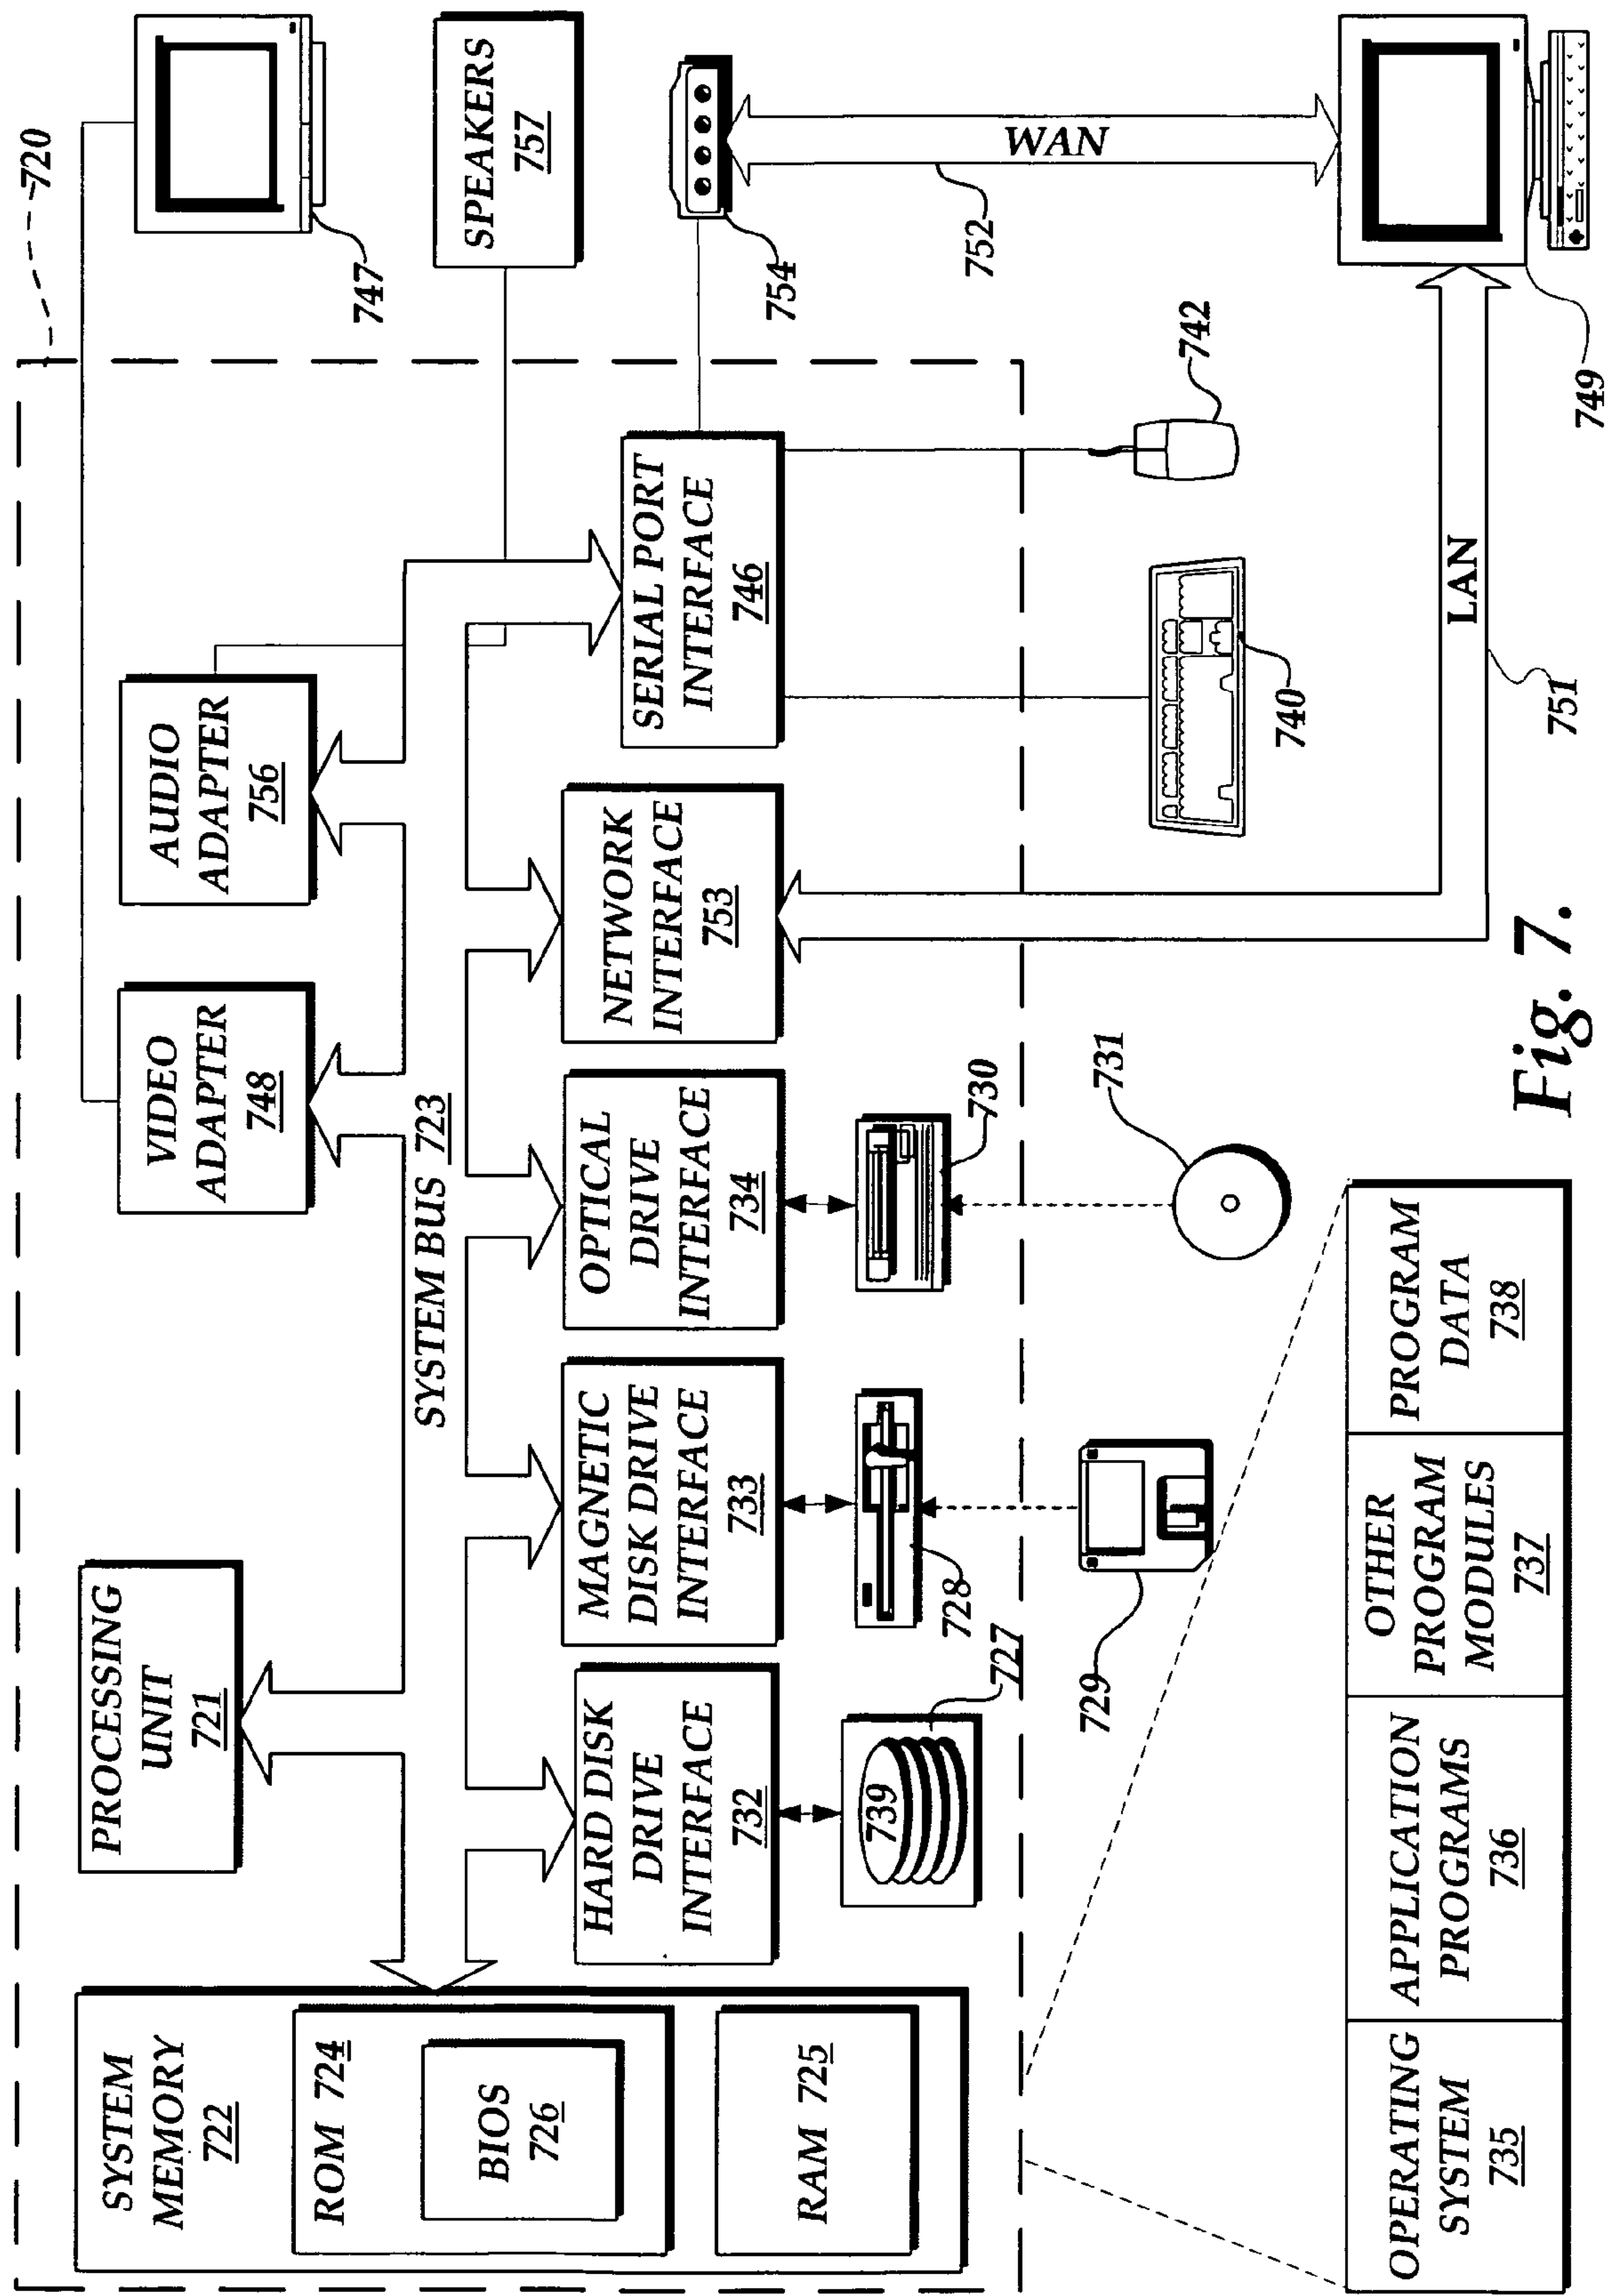 720
SYSTEM
MEMORY
722
ROM 724
BIOS
726
RAM 725
PROCESSING
UNIT
721
VIDEO
ADAPTER
748
AUDIO
ADAPTER
756
747
SPEAKERS
757
SYSTEM BUS 723
HARD DISK
DRIVE
INTERFACE
732
MAGNETIC
DISK DRIVE
INTERFACE
733
OPTICAL
DRIVE
INTERFACE
734
NETWORK
INTERFACE
753
SERIAL PORT
INTERFACE
746
754
739
727
728
730
WAN
752
729
731
740
742
OPERATING
SYSTEM
735
APPLICATION
PROGRAMS
736
OTHER
PROGRAM
MODULES
737
PROGRAM
DATA
738
LAN
751
749
Fig. 7.